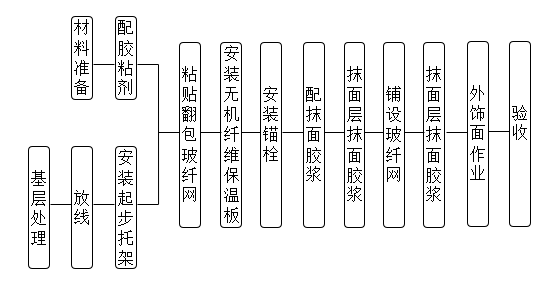 材料准备
配胶粘剂
基层处理
放线
安装起步托架
粘贴翻包玻纤网
安装无机纤维保温板
安装锚栓
配抹面胶浆
抹面层抹面胶浆
铺设玻纤网
抹面层抹面胶浆
外饰面作业
验收